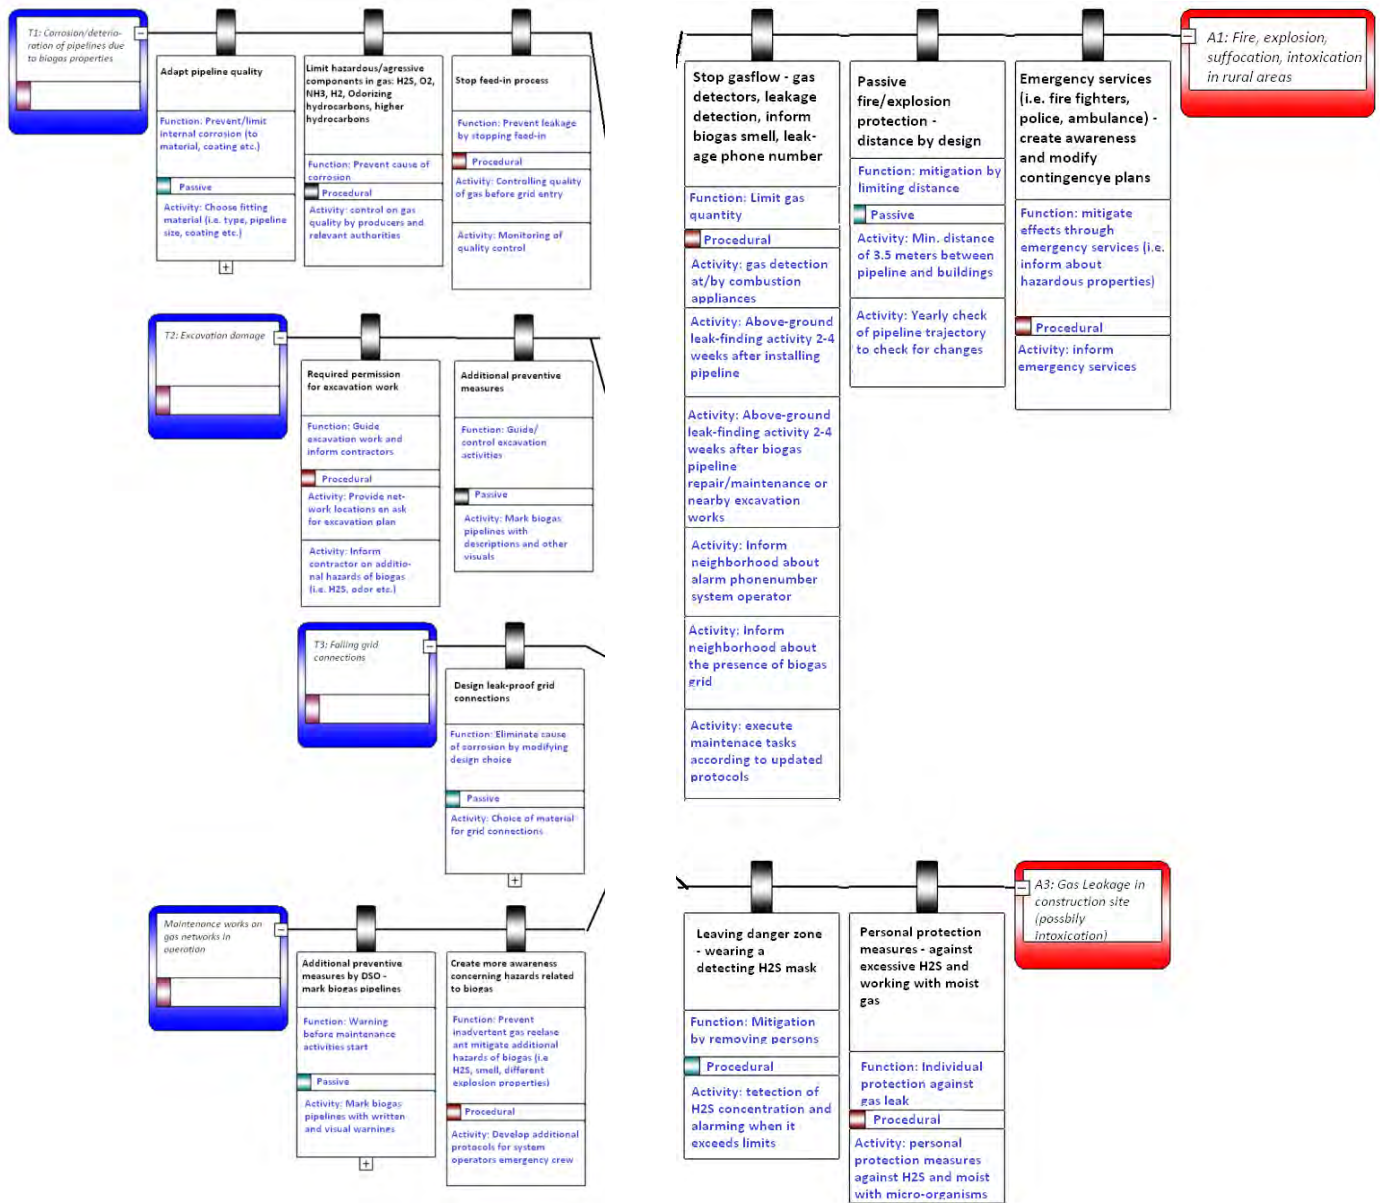 T1: Corrosion/deterio-
ration of pipelines due
to biogas properties
Adapt pipeline quality
Function: Prevent/limit
internal corrosion (to
material, coating etc.)
Passive
Activity: Choose fitting
material (i.e. type, pipeline
size, coating etc.)
Limit hazardous/agressive
components in gas: H2S, O2,
NH3, H2, Odorizing
hydrocarbons, higher
hydrocarbons
Function: Prevent cause of
corrosion
Procedural
Activity: control on gas
quality by producers and
relevant authorities
Stop feed-in process
Function: Prevent leakage
by stopping feed-in
Procedural
Activity: Controlling quality
of gas before grid entry
Activity: Monitoring of
quality control
T2: Excavation damage
Required permission
for excavation work
Function: Guide
excavation work and
inform contractors
Procedural
Activity: Provide net-
work locations en ask
for excavation plan
Activity: Inform
contractor on additio-
nal hazards of biogas
(i.e. H2S, odor etc.)
Additional preventive
measures
Function: Guide/
control excavation
activities
Passive
Activity: Mark biogas
pipelines with
descriptions and other
visuals
T3: Failing grid
connections
Design leak-proof grid
connections
Function: Eliminate cause
of corrosion by modifying
design choice
Passive
Activity: Choice of material
for grid connections
Maintenance works on
gas networks in
operation
Additional preventive
measures by DSO -
mark biogas pipelines
Function: Warning
before maintenance
activities start
Passive
Activity: Mark biogas
pipelines with written
and visual warnings
Create more awareness
concerning hazards related
to biogas
Function: Prevent
inadvertent gas reelase
ant mitigate additional
hazards of biogas (i.e
H2S, smell, different
explosion properties)
Procedural
Activity: Develop additional
protocols for system
operators emergency crew
Stop gasflow - gas
detectors, leakage
detection, inform
biogas smell, leak-
age phone number
Function: Limit gas
quantity
Procedural
Activity: gas detection
at/by combustion
appliances
Activity: Above-ground
leak-finding activity 2-4
weeks after installing
pipeline
Activity: Above-ground
leak-finding activity 2-4
weeks after biogas
pipeline
repair/maintenance or
nearby excavation
works
Activity: Inform
neighborhood about
alarm phonenumber
system operator
Activity: Inform
neighborhood about
the presence of biogas
grid
Activity: execute
maintenace tasks
according to updated
protocols
Passive
fire/explosion
protection -
distance by design
Function: mitigation by
limiting distance
Passive
Activity: Min. distance
of 3.5 meters between
pipeline and buildings
Activity: Yearly check
of pipeline trajectory
to check for changes
Emergency services
(i.e. fire fighters,
police, ambulance) -
create awareness
and modify
contingencye plans
Function: mitigate
effects through
emergency services (i.e.
inform about
hazardous properties)
Procedural
Activity: inform
emergency services
A1: Fire, explosion,
suffocation, intoxication
in rural areas
Leaving danger zone
- wearing a
detecting H2S mask
Function: Mitigation
by removing persons
Procedural
Activity: tetection of
H2S concentration and
alarming when it
exceeds limits
Personal protection
measures - against
excessive H2S and
working with moist
gas
Function: Individual
protection against
gas leak
Procedural
Activity: personal
protection measures
against H2S and moist
with micro-organisms
A3: Gas Leakage in
construction site
(possbily
intoxication)